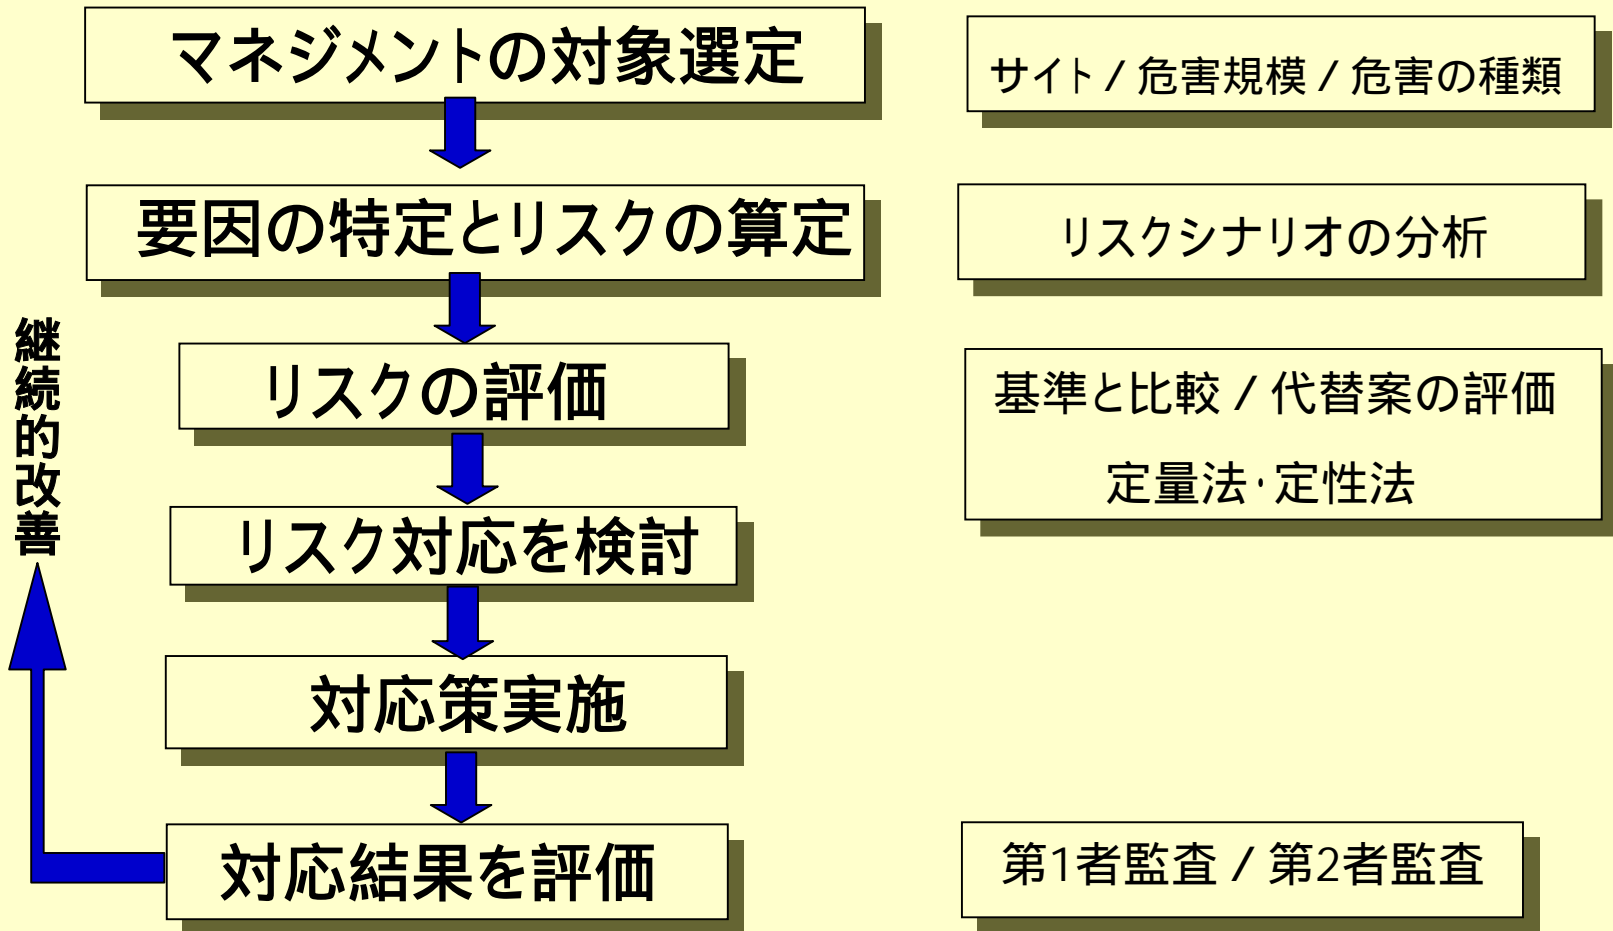 マネジメントの対象選定
サイト / 危害規模 / 危害の種類
要因の特定とリスクの算定
リスクシナリオの分析
リスクの評価
基準と比較 / 代替案の評価
定量法·定性法
リスク対応を検討
対応策実施
対応結果を評価
第1者監査 / 第2者監査
継続的改善